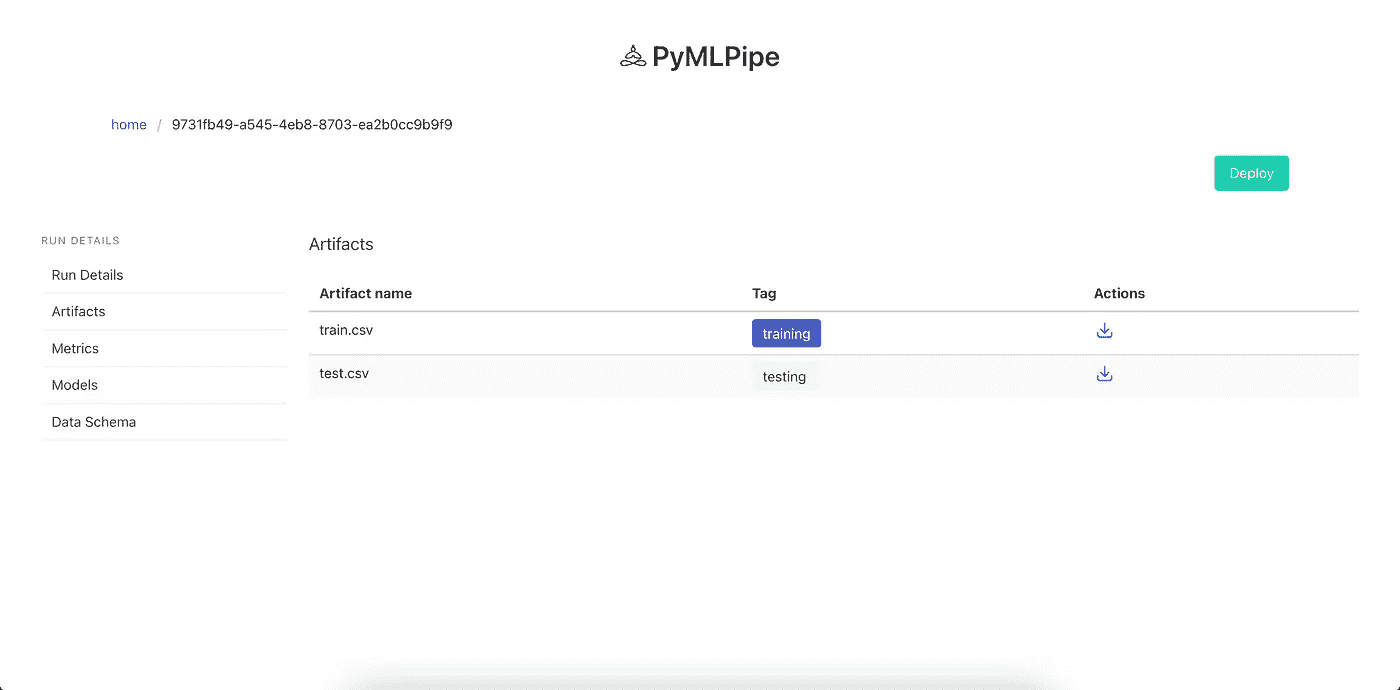 PyMLPipe
home / 9731fb49-a545-4eb8-8703-ea2b0cc9b9f9
Deploy
RUN DETAILS
Run Details
Artifacts
Metrics
Models
Data Schema
Artifacts
Artifact name Tag Actions
train.csv training
test.csv testing